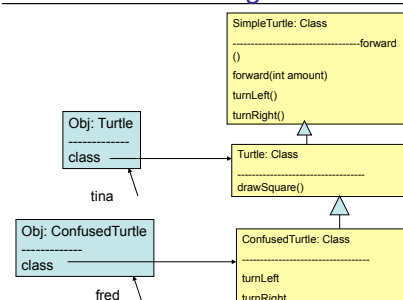 SimpleTurtle: Class
-----------------------------------forward
()
forward(int amount)
turnLeft()
turnRight()
Obj: Turtle
--------------
class
Turtle: Class
-----------------------------------
drawSquare()
tina
Obj: ConfusedTurtle
--------------
class
ConfusedTurtle: Class
-----------------------------------
turnLeft
turnRight
fred